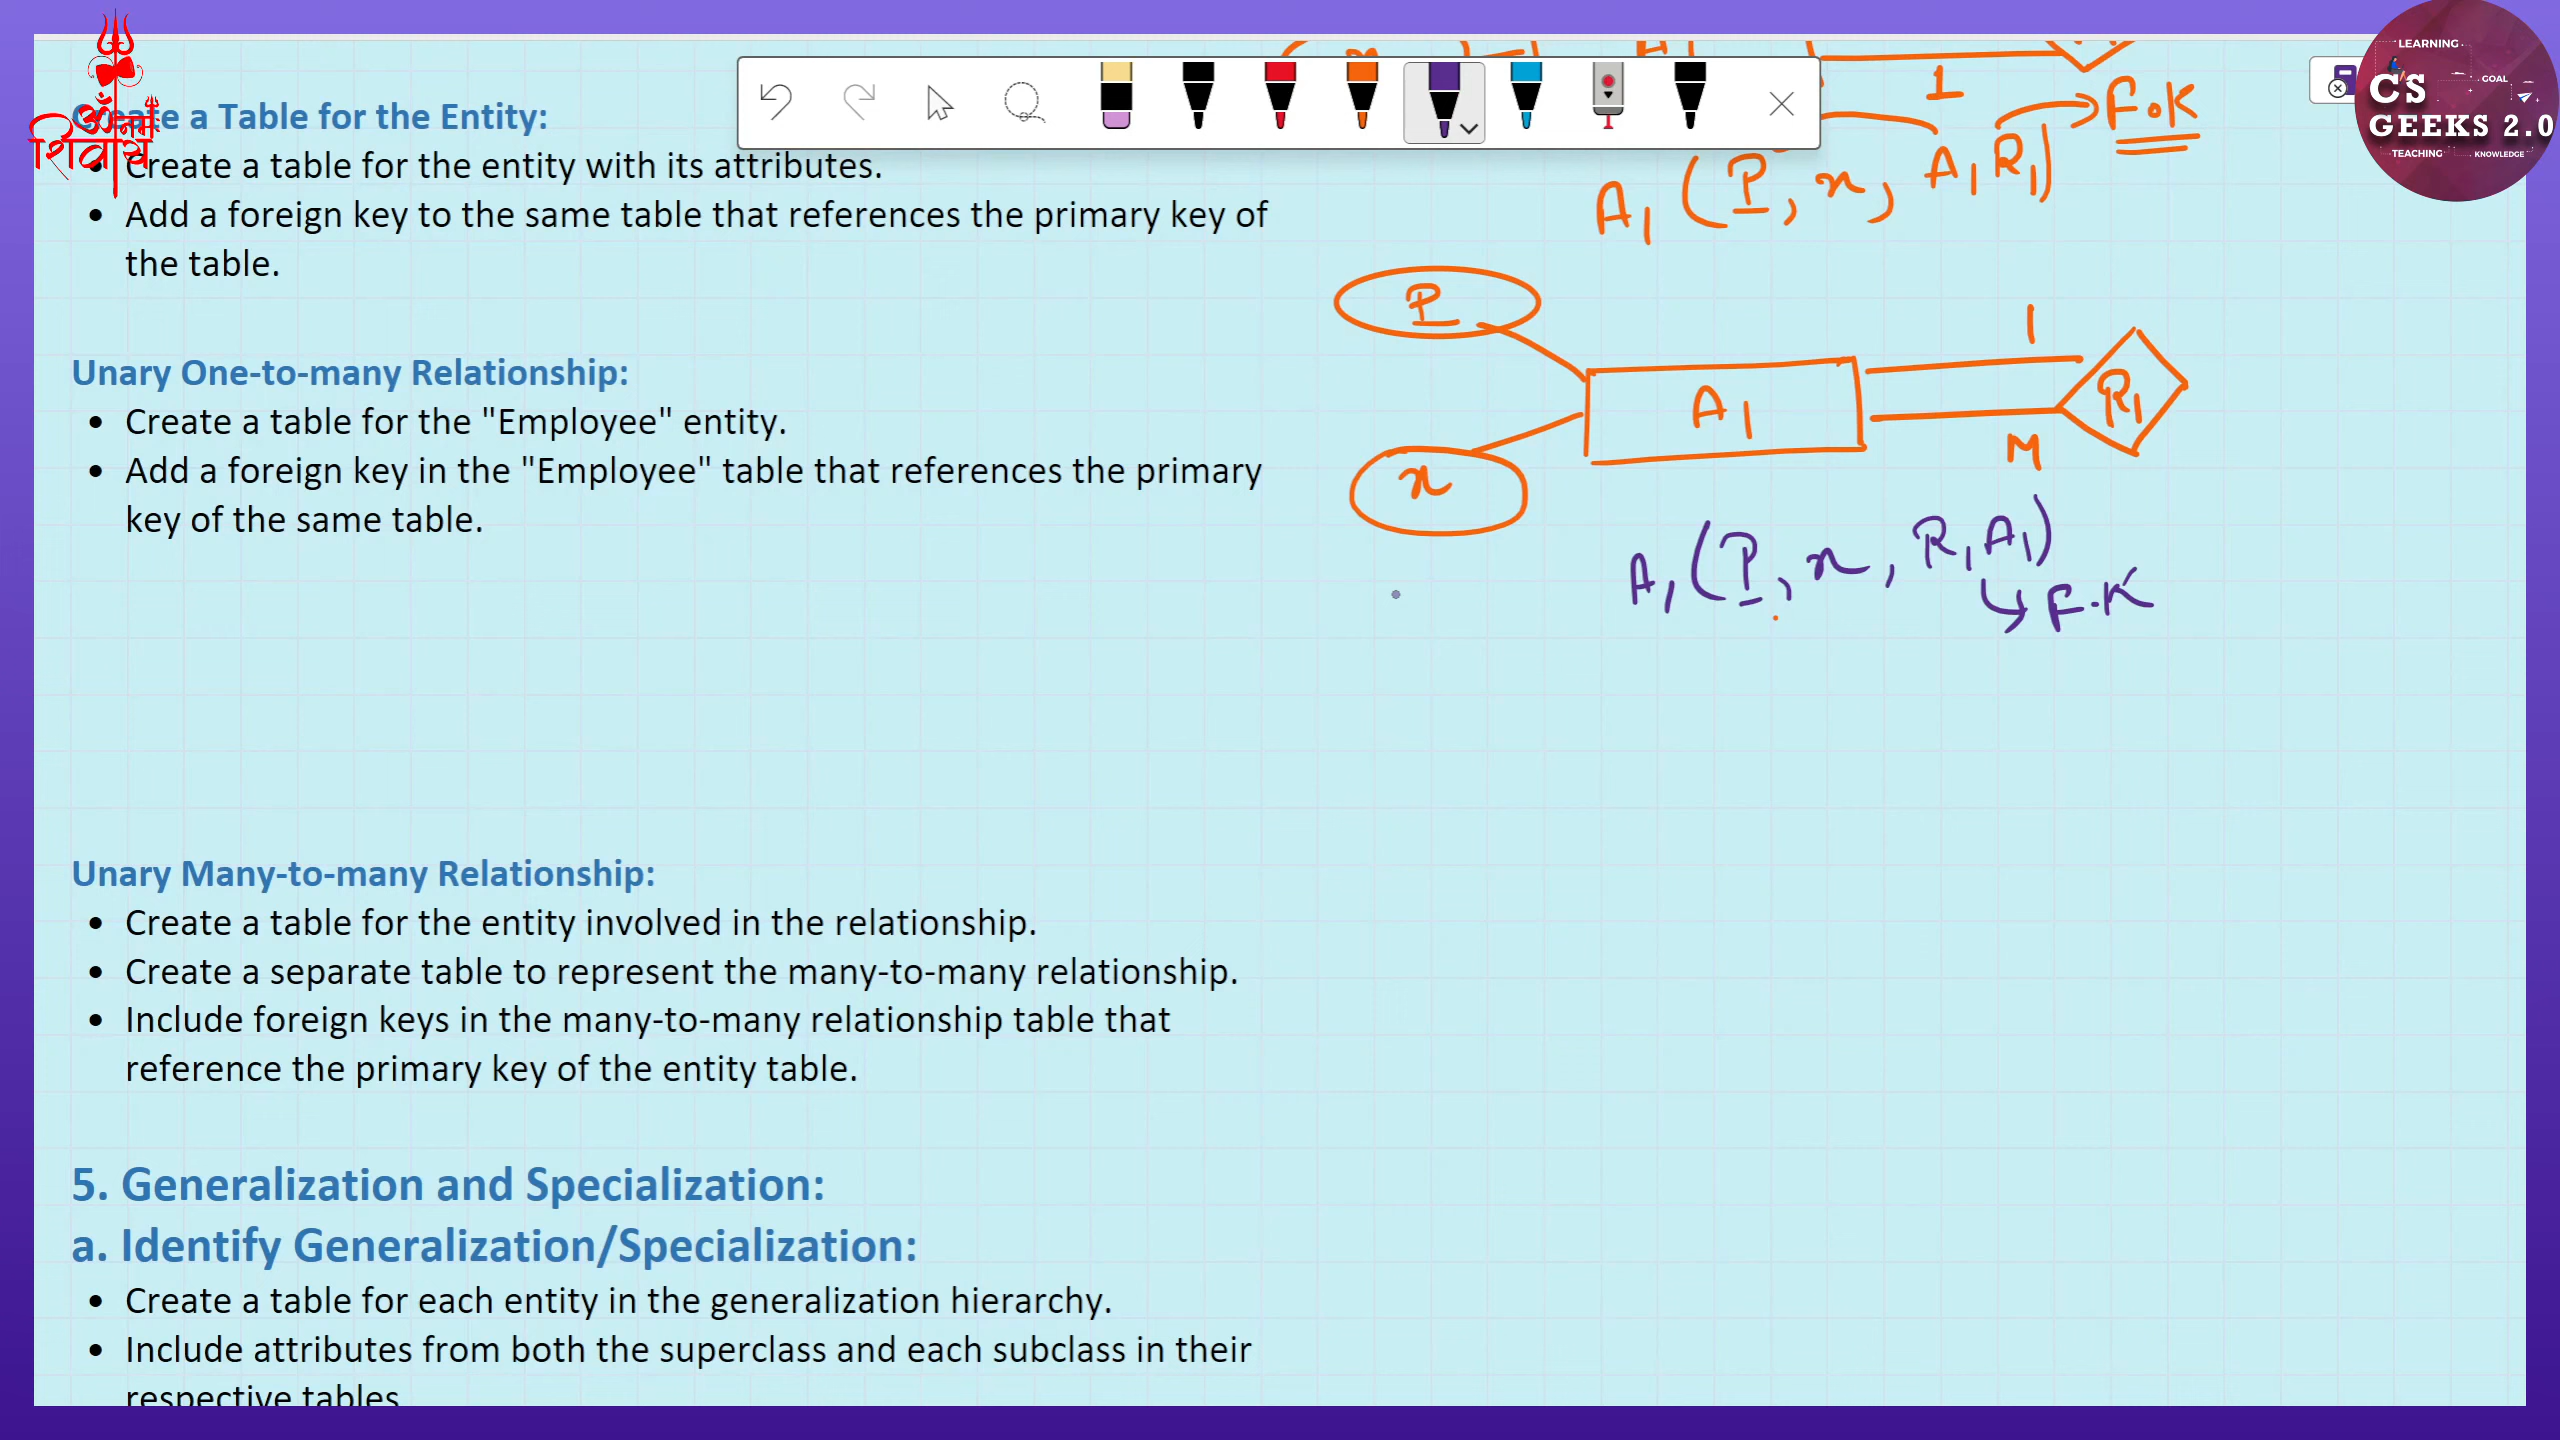 Create a Table for the Entity:
• Create a table for the entity with its attributes.
• Add a foreign key to the same table that references the primary key of
the table.
Unary One-to-many Relationship:
• Create a table for the "Employee" entity.
• Add a foreign key in the "Employee" table that references the primary
key of the same table.
Unary Many-to-many Relationship:
• Create a table for the entity involved in the relationship.
• Create a separate table to represent the many-to-many relationship.
• Include foreign keys in the many-to-many relationship table that
reference the primary key of the entity table.
5. Generalization and Specialization:
a. Identify Generalization/Specialization:
• Create a table for each entity in the generalization hierarchy.
• Include attributes from both the superclass and each subclass in their
respective tables
1
F.K
A1 (P, x, A1R1)
P
1
A1
R1
x
M
A1 (P, x, R1A1)
F.K
LEARNING
GOAL
CS
GEEKS 2.0
TEACHING
KNOWLEDGE
ॐ नमः
शिवाय